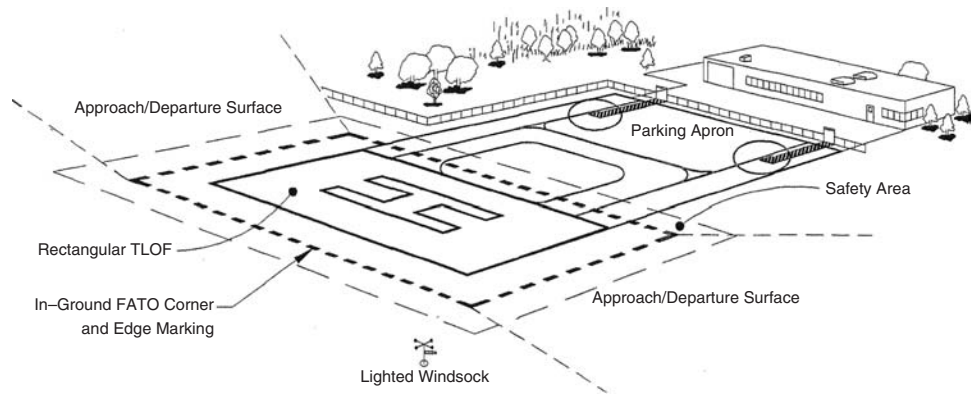 Approach/Departure Surface
Parking Apron
Safety Area
Rectangular TLOF
In–Ground FATO Corner
and Edge Marking
Approach/Departure Surface
Lighted Windsock
H